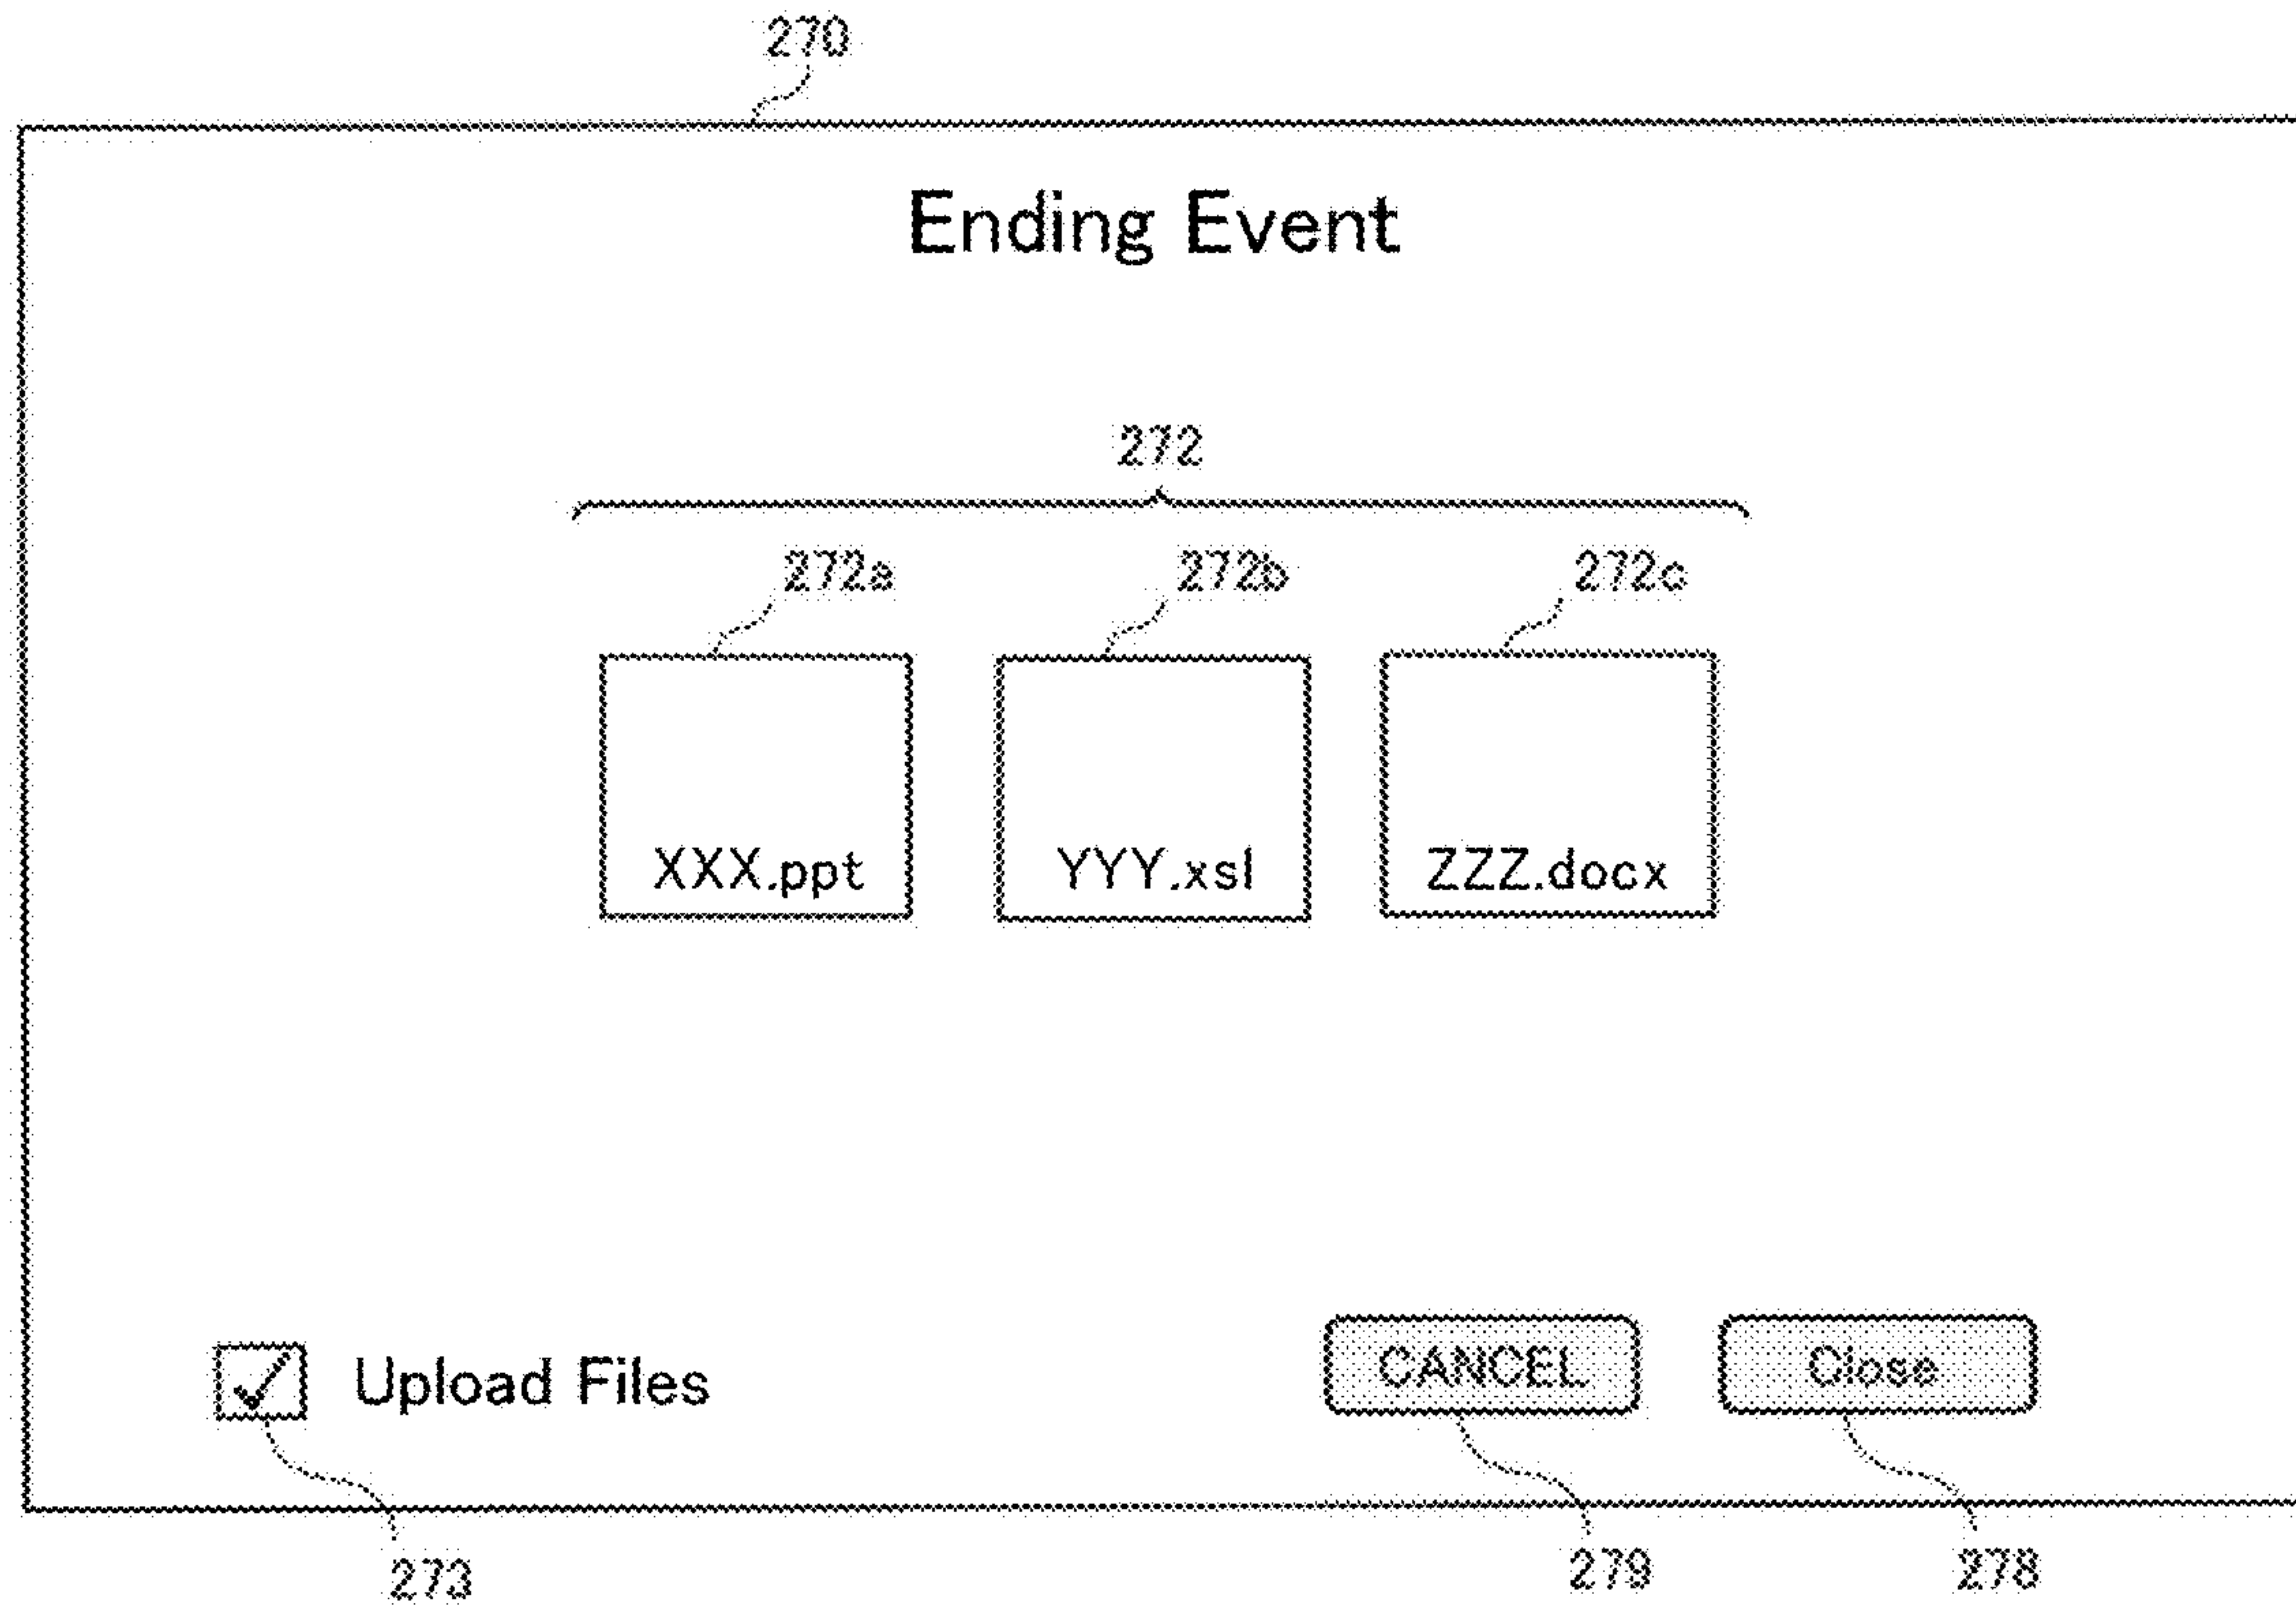 270
Ending Event
272
272a 272b 272c
XXX.ppt YYY.xsl ZZZ.docx
Upload Files CANCEL Close
273 279 278